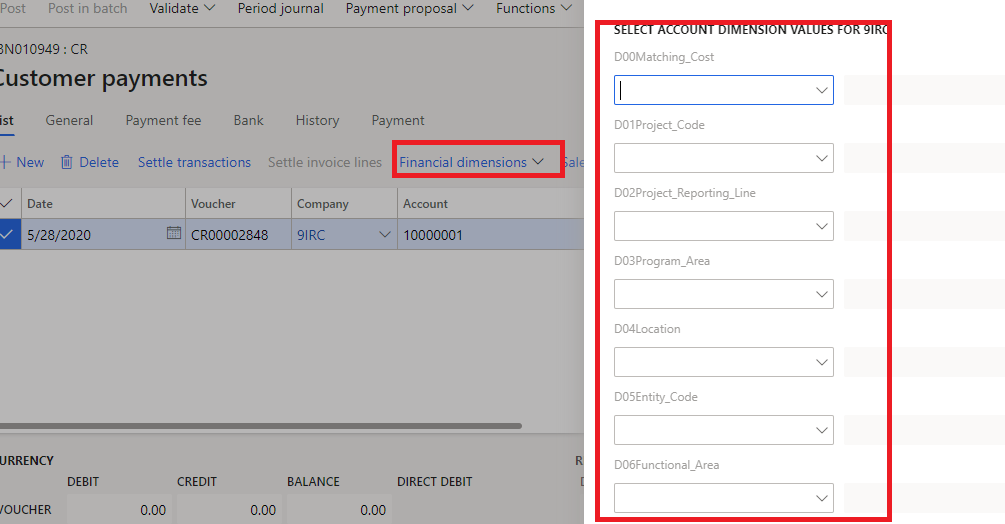 Post Post in batch Validate Period journal Payment proposal Functions
BN010949 : CR
Customer payments
List General Payment fee Bank History Payment
New Delete Settle transactions Settle invoice lines Financial dimensions Sale
Date Voucher Company Account
5/28/2020 CR00002848 9IRC 10000001
URRENCY R
DEBIT CREDIT BALANCE DIRECT DEBIT
VOUCHER 0.00 0.00 0.00
SELECT ACCOUNT DIMENSION VALUES FOR 9IRC
D00Matching_Cost
D01Project_Code
D02Project_Reporting_Line
D03Program_Area
D04Location
D05Entity_Code
D06Functional_Area